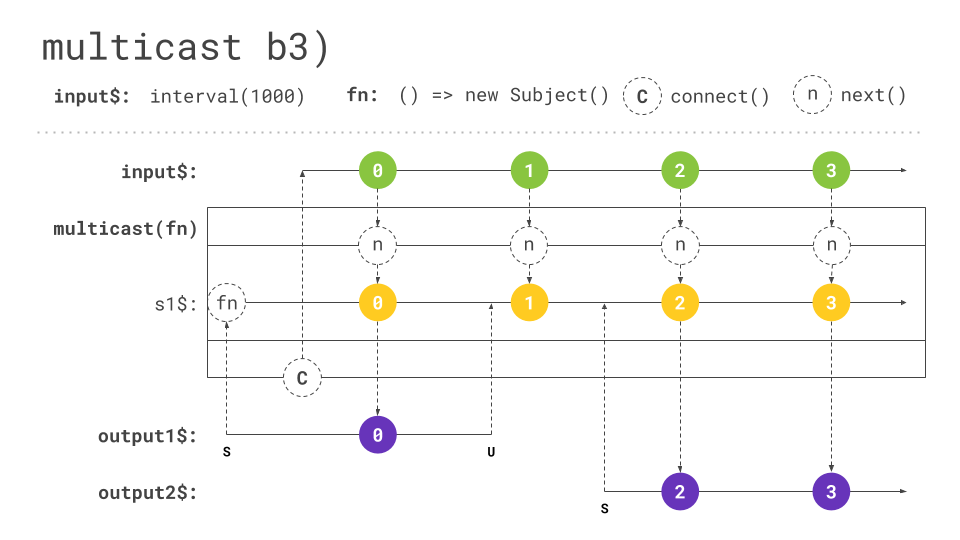 multicast b3)
input$: interval(1000) fn: () => new Subject() C connect() n next()
input$: 0 1 2 3
multicast(fn)
n n n n
s1$: fn 0 1 2 3
C
output1$: 0
S U
output2$: 2 3
S